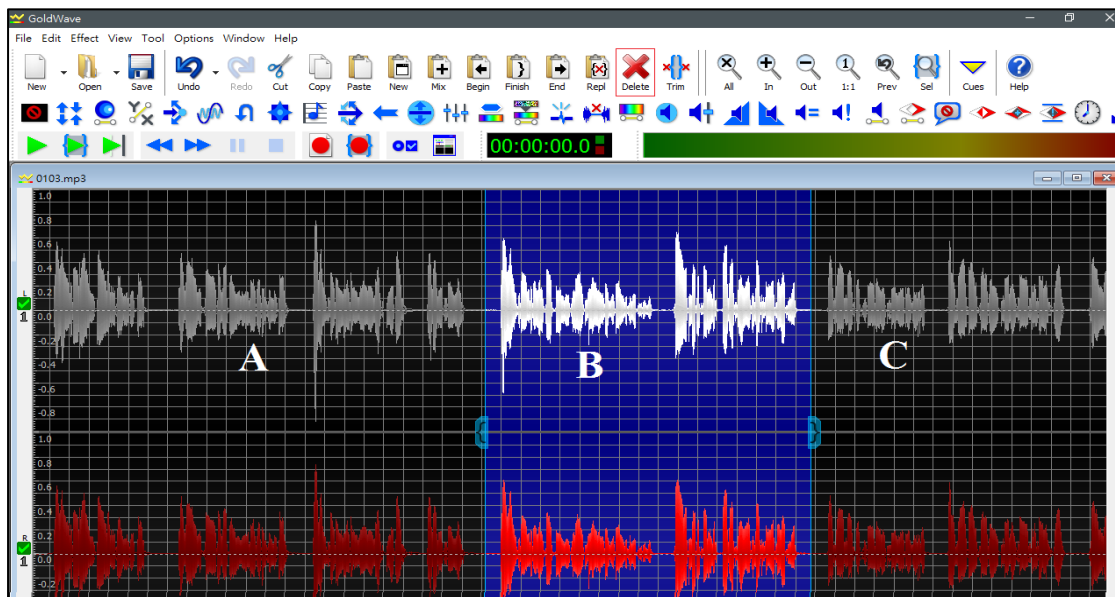 GoldWave
File Edit Effect View Tool Options Window Help
New Open Save Undo Redo Cut Copy Paste New Mix Begin Finish End Repl Delete Trim All In Out 1:1 Prev Sel Cues Help
00:00:00.0
0103.mp3
1.0
0.8
0.6
0.4
L
0.2
1
0.0
-0.2
-0.4
-0.6
-0.8
A
B
C
1.0
0.8
0.6
0.4
R
0.2
1
0.0
-0.2